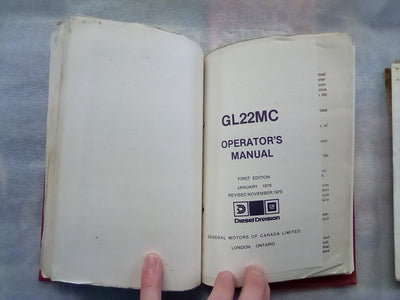 GL22MC
OPERATOR'S
MANUAL
FIRST EDITION
JANUARY 1979
REVISED NOVEMBER 1979
GM
Diesel Division
GENERAL MOTORS OF CANADA LIMITED
LONDON, ONTARIO